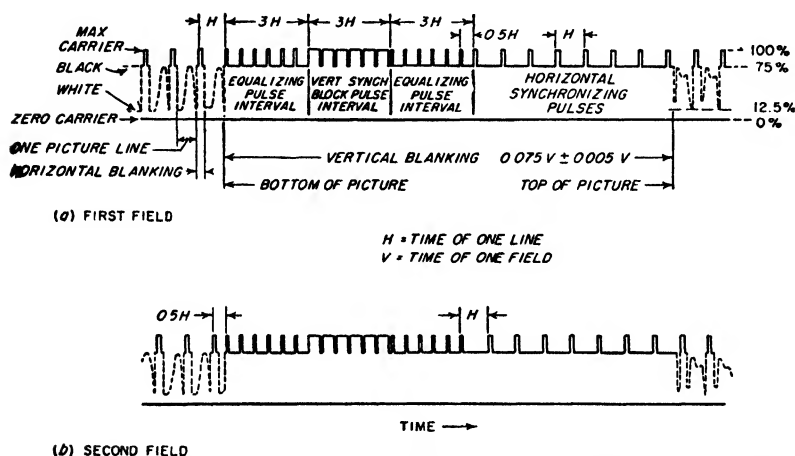 H 3H 3H 3H 0.5H H
MAX CARRIER
BLACK
WHITE
ZERO CARRIER
100%
75%
12.5%
0%
EQUALIZING PULSE INTERVAL
VERT SYNCH BLOCK PULSE INTERVAL
EQUALIZING PULSE INTERVAL
HORIZONTAL SYNCHRONIZING PULSES
ONE PICTURE LINE
HORIZONTAL BLANKING
VERTICAL BLANKING 0 075 V ± 0 005 V
BOTTOM OF PICTURE
TOP OF PICTURE
(a) FIRST FIELD
H = TIME OF ONE LINE
V = TIME OF ONE FIELD
0 5H H
TIME
(b) SECOND FIELD